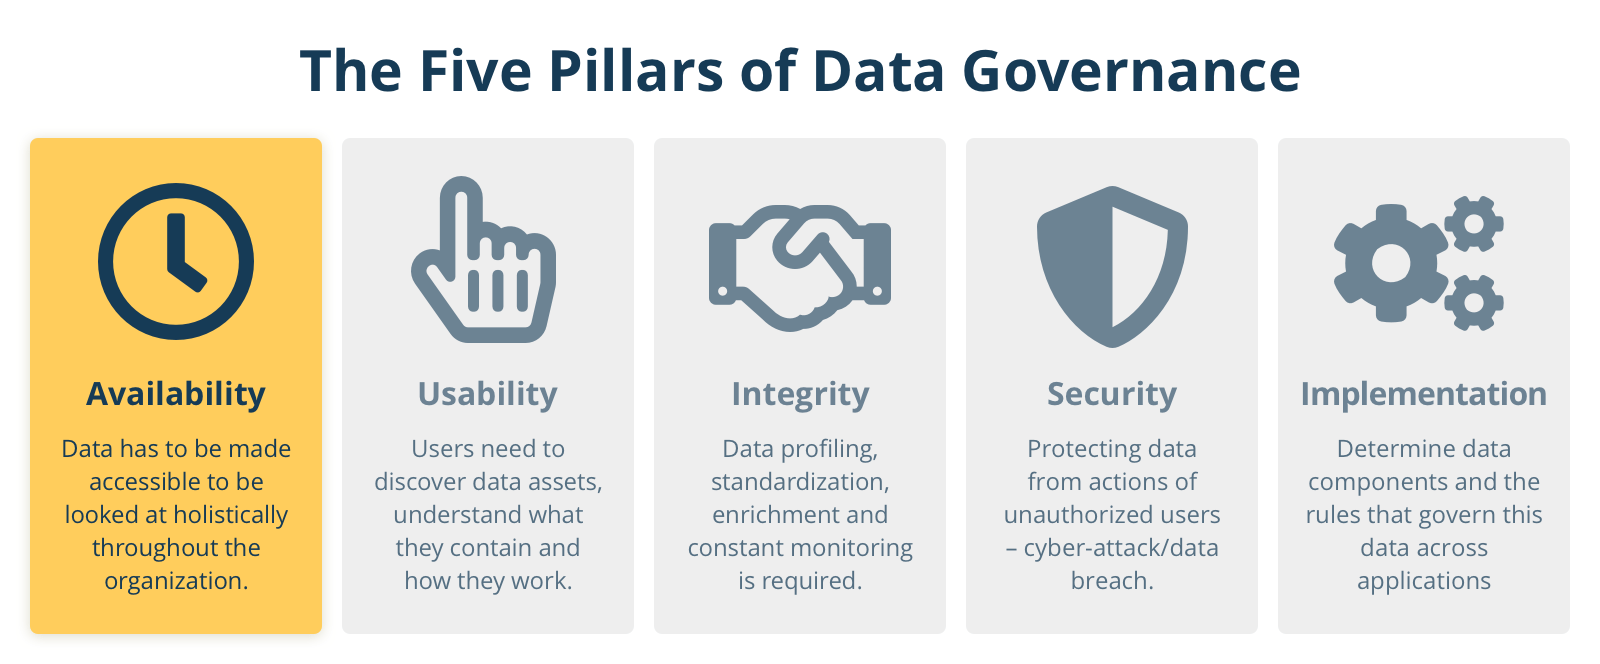 The Five Pillars of Data Governance
Availability
Data has to be made
accessible to be
looked at holistically
throughout the
organization.
Usability
Users need to
discover data assets,
understand what
they contain and
how they work.
Integrity
Data profiling,
standardization,
enrichment and
constant monitoring
is required.
Security
Protecting data
from actions of
unauthorized users
– cyber-attack/data
breach.
Implementation
Determine data
components and the
rules that govern this
data across
applications